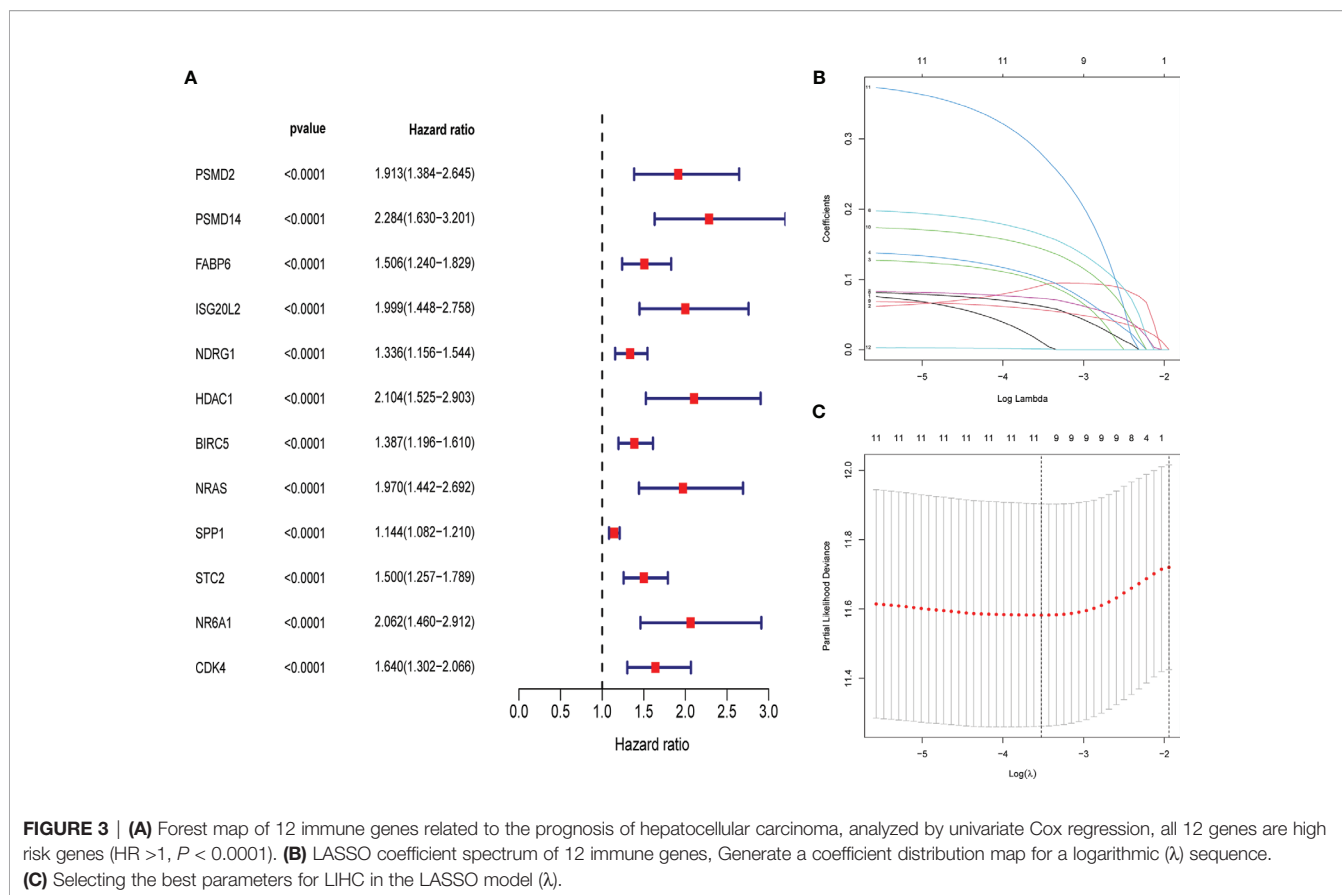 A
pvalue Hazard ratio
PSMD2 <0.0001 1.913(1.384−2.645)
PSMD14 <0.0001 2.284(1.630−3.201)
FABP6 <0.0001 1.506(1.240−1.829)
ISG20L2 <0.0001 1.999(1.448−2.758)
NDRG1 <0.0001 1.336(1.156−1.544)
HDAC1 <0.0001 2.104(1.525−2.903)
BIRC5 <0.0001 1.387(1.196−1.610)
NRAS <0.0001 1.970(1.442−2.692)
SPP1 <0.0001 1.144(1.082−1.210)
STC2 <0.0001 1.500(1.257−1.789)
NR6A1 <0.0001 2.062(1.460−2.912)
CDK4 <0.0001 1.640(1.302−2.066)
0.0 0.5 1.0 1.5 2.0 2.5 3.0
Hazard ratio
B
11 11 9 1
Coefficients
0.3
0.2
0.1
0.0
11
10
4
12
−5 −4 −3 −2
Log Lambda
C
11 11 11 11 11 11 11 11 9 9 9 9 9 8 4 1
Partial Likelihood Deviance
12.0
11.8
11.6
11.4
−5 −4 −3 −2
Log(λ)
FIGURE 3 | (A) Forest map of 12 immune genes related to the prognosis of hepatocellular carcinoma, analyzed by univariate Cox regression, all 12 genes are high
risk genes (HR >1, P < 0.0001). (B) LASSO coefficient spectrum of 12 immune genes, Generate a coefficient distribution map for a logarithmic (λ) sequence.
(C) Selecting the best parameters for LIHC in the LASSO model (λ).